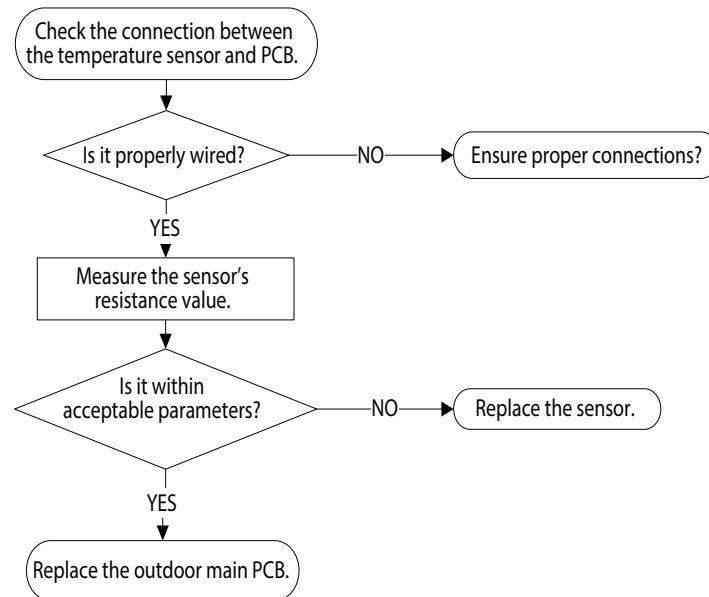 Check the connection between
the temperature sensor and PCB.
Is it properly wired?
NO
Ensure proper connections?
YES
Measure the sensor's
resistance value.
Is it within
acceptable parameters?
NO
Replace the sensor.
YES
Replace the outdoor main PCB.